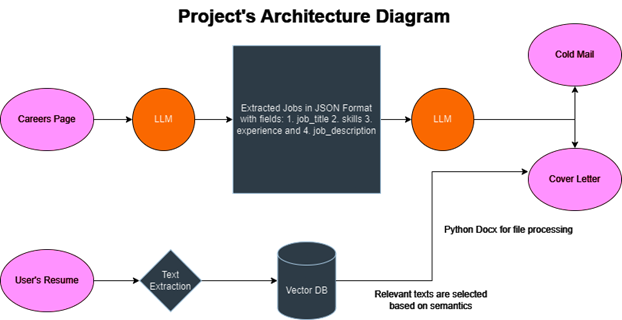 Project's Architecture Diagram
Cold Mail
Careers Page
LLM
Extracted Jobs in JSON Format
with fields: 1. job_title 2. skills 3.
experience and 4. job_description
LLM
Cover Letter
Python Docx for file processing
User's Resume
Text
Extraction
Vector DB
Relevant texts are selected
based on semantics